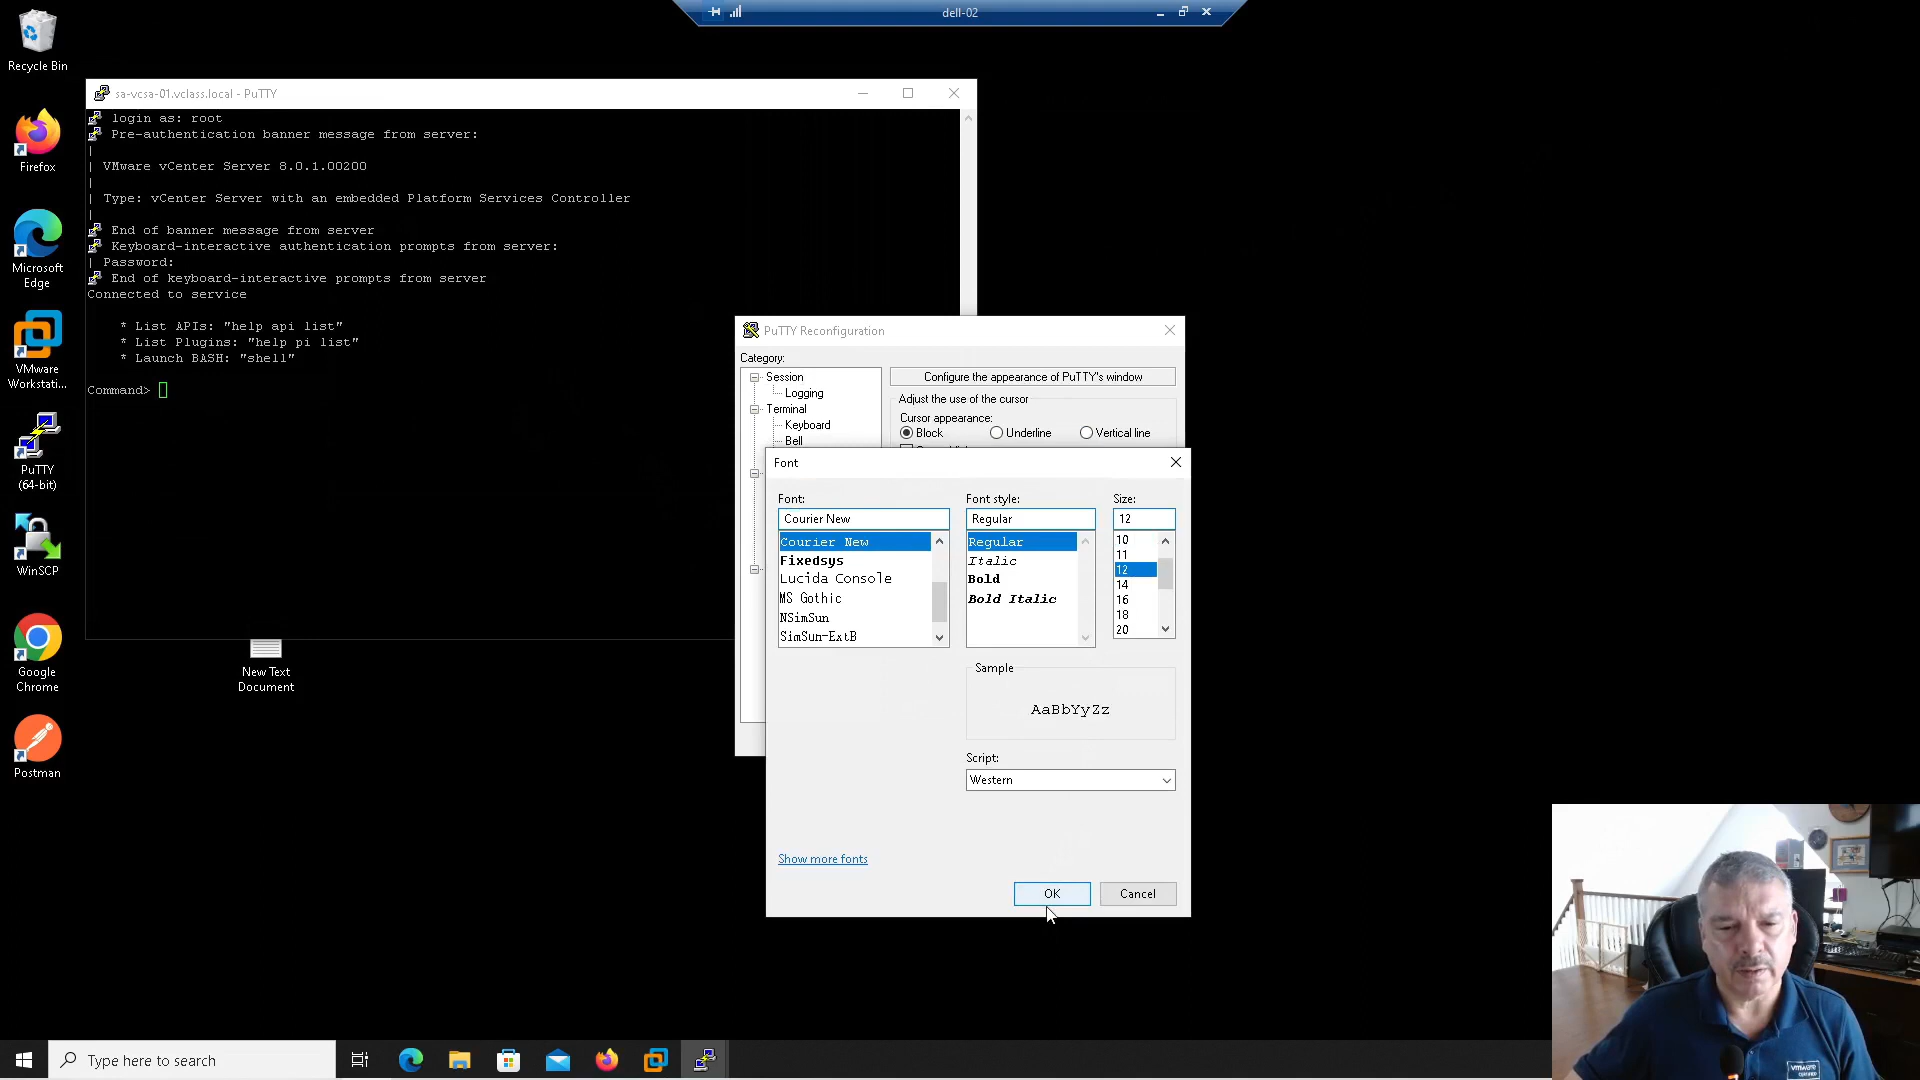 dell-02
Recycle Bin
Firefox
Microsoft
Edge
VMware
Workstati...
PuTTY
(64-bit)
WinSCP
Google
Chrome
Postman
New Text
Document
sa-vcsa-01.vclass.local - PuTTY
login as: root
Pre-authentication banner message from server:
|
| VMware vCenter Server 8.0.1.00200
|
| Type: vCenter Server with an embedded Platform Services Controller
|
End of banner message from server
Keyboard-interactive authentication prompts from server:
| Password:
End of keyboard-interactive prompts from server
Connected to service
* List APIs: "help api list"
* List Plugins: "help pi list"
* Launch BASH: "shell"
Command>
PuTTY Reconfiguration
Category:
Session
Logging
Terminal
Keyboard
Bell
Configure the appearance of PuTTY's window
Adjust the use of the cursor
Cursor appearance:
Block
Underline
Vertical line
Font
Font:
Courier New
Courier New
Fixedsys
Lucida Console
MS Gothic
NSimSun
SimSun-ExtB
Font style:
Regular
Regular
Italic
Bold
Bold Italic
Size:
12
10
11
12
14
16
18
20
Sample
AaBbYyZz
Script:
Western
Show more fonts
OK
Cancel
Type here to search
vmware